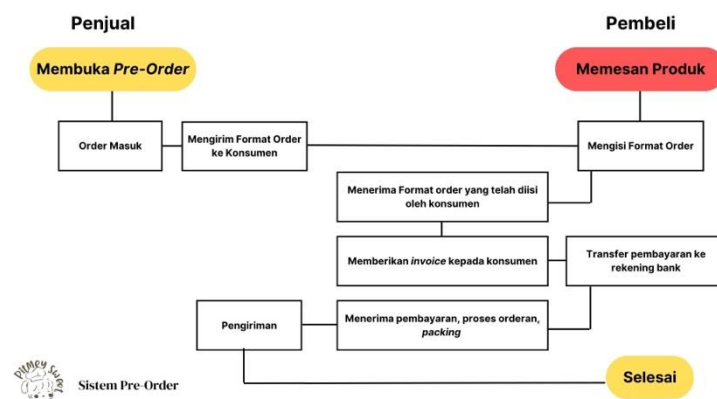 Penjual
Pembeli
Membuka Pre-Order
Memesan Produk
Order Masuk
Mengirim Format Order
ke Konsumen
Mengisi Format Order
Menerima Format order yang telah diisi
oleh konsumen
Memberikan invoice kepada konsumen
Transfer pembayaran ke
rekening bank
Pengiriman
Menerima pembayaran, proses orderan,
packing
Selesai
Sistem Pre-Order